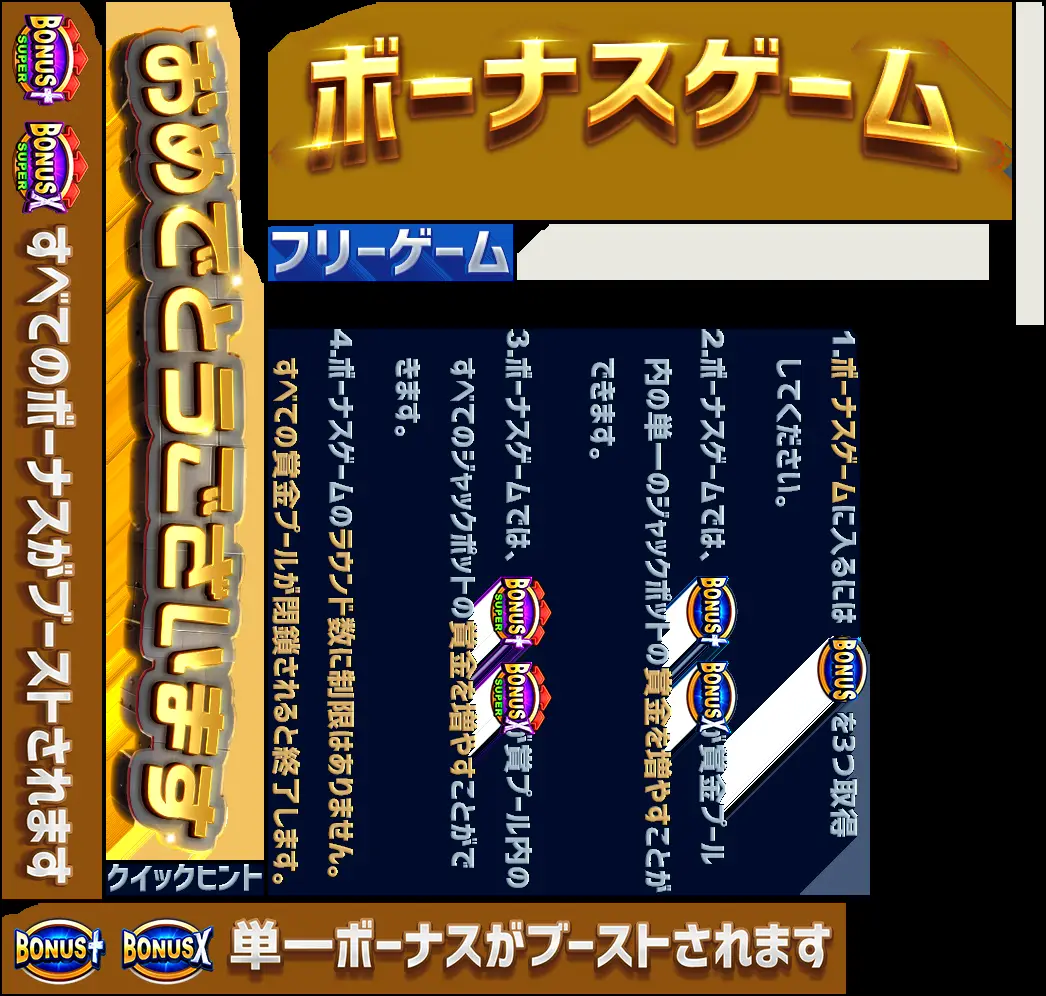 ボーナスゲーム
フリーゲーム
BONUS+ SUPER BONUSX SUPER すべてのボーナスがブーストされます
おめでとうございます
1.ボーナスゲームに入るには BONUS を3つ取得
してください。
2.ボーナスゲームでは、 BONUS+ BONUSX が賞金プール
内の単一のジャックポットの賞金を増やすことが
できます。
3.ボーナスゲームでは、 BONUS+ SUPER BONUSX SUPER が賞プール内の
すべてのジャックポットの賞金を増やすことがで
きます。
4.ボーナスゲームのラウンド数に制限はありません。
すべての賞金プールが閉鎖されると終了します。
クイックヒント
BONUS+ BONUSX 単一ボーナスがブーストされます